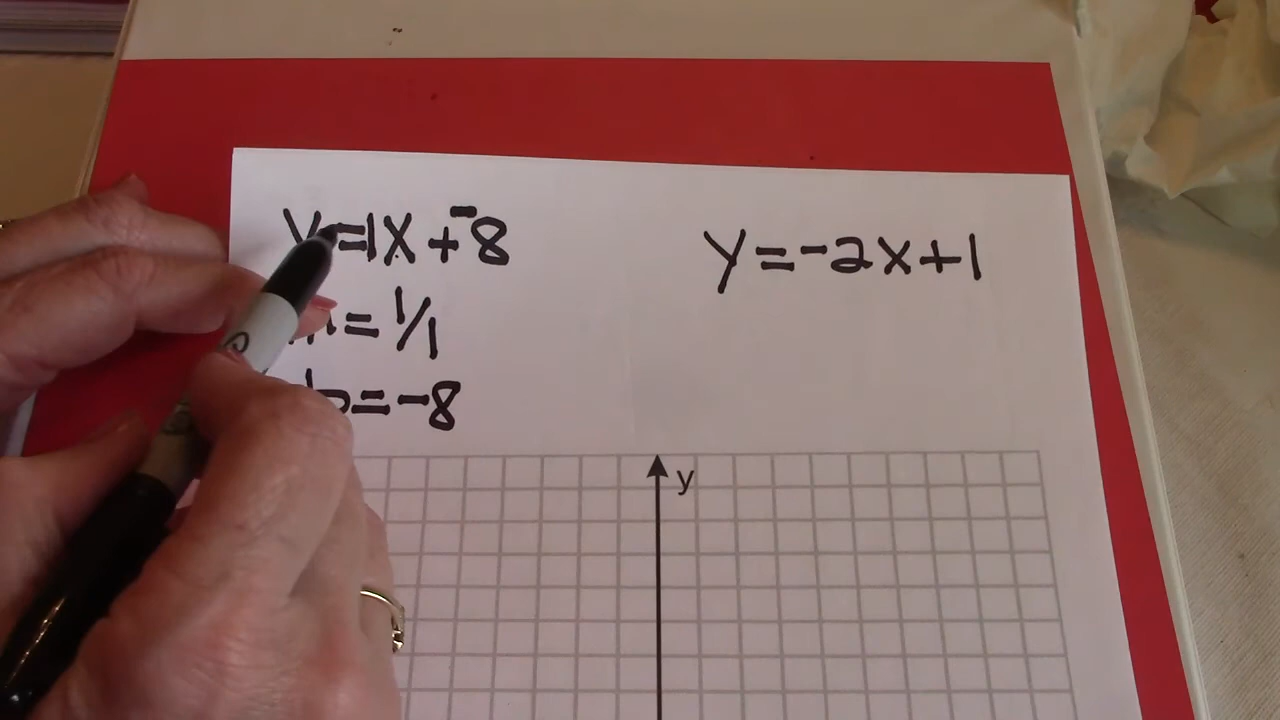 y=1x+⁻8
y=-2x+1
m=1/1
b=-8
y